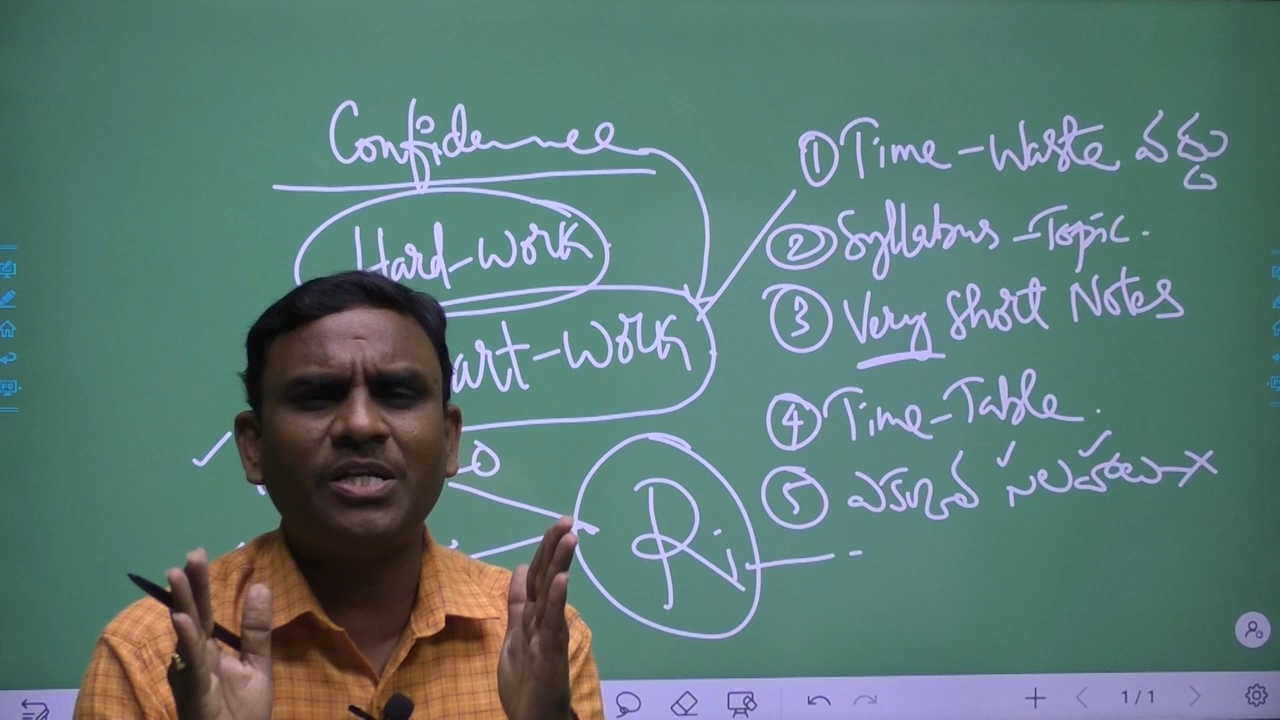 Confidence
Hard-Work
art-Work
Ri
① Time-Waste వద్దు
② Syllabus-Topic.
③ Very Short Notes
④ Time-Table.
⑤
1/1